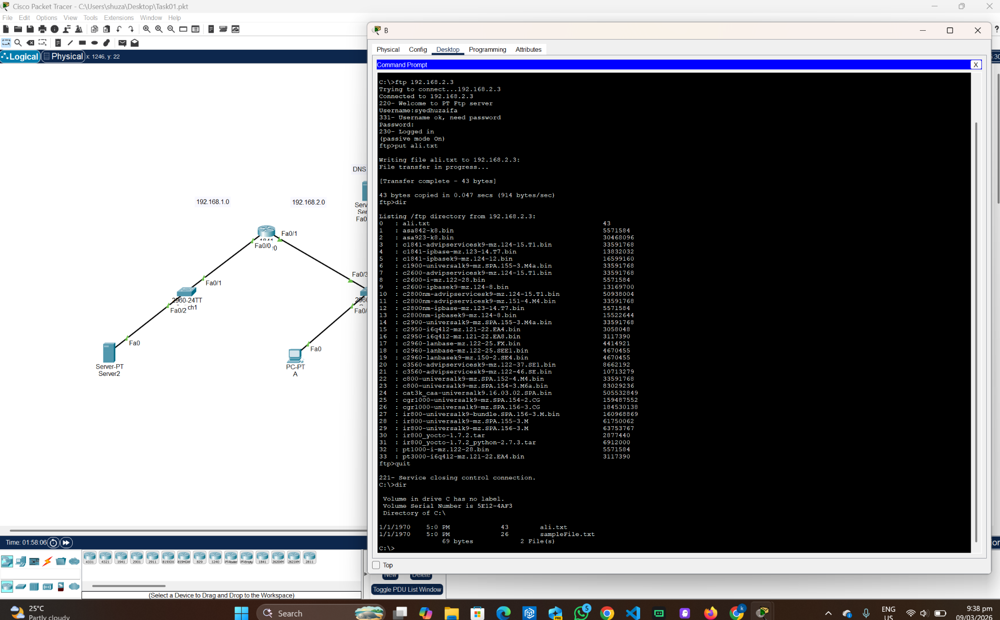 Cisco Packet Tracer - C:\Users\shuza\Desktop\Task01.pkt
File Edit Options View Tools Extensions Window Help
Logical Physical x: 1246, y: 22
DNS
192.168.1.0
192.168.2.0
Fa0/1
1841
Fa0/0
Fa0/1
2960-24TT
Fa0/2 ch1
Fa0
Server-PT
Server2
Fa0/3
Fa0
PC-PT
A
B
Physical Config Desktop Programming Attributes
Command Prompt X
C:\>ftp 192.168.2.3
Trying to connect...192.168.2.3
Connected to 192.168.2.3
220- Welcome to PT Ftp server
Username:syedhuzaifa
331- Username ok, need password
Password:
230- Logged in
(passive mode On)
ftp>put ali.txt
Writing file ali.txt to 192.168.2.3:
File transfer in progress...
[Transfer complete - 43 bytes]
43 bytes copied in 0.047 secs (914 bytes/sec)
ftp>dir
Listing /ftp directory from 192.168.2.3:
0 : ali.txt 43
1 : asa842-k8.bin 5571584
2 : asa923-k8.bin 30468096
3 : c1841-advipservicesk9-mz.124-15.T1.bin 33591768
4 : c1841-ipbase-mz.123-14.T7.bin 13832032
5 : c1841-ipbasek9-mz.124-12.bin 16599160
6 : c1900-universalk9-mz.SPA.155-3.M4a.bin 33591768
7 : c2600-advipservicesk9-mz.124-15.T1.bin 33591768
8 : c2600-i-mz.122-28.bin 5571584
9 : c2600-ipbasek9-mz.124-8.bin 13169700
10 : c2800nm-advipservicesk9-mz.124-15.T1.bin 50938004
11 : c2800nm-advipservicesk9-mz.151-4.M4.bin 33591768
12 : c2800nm-ipbase-mz.123-14.T7.bin 5571584
13 : c2800nm-ipbasek9-mz.124-8.bin 15522644
14 : c2900-universalk9-mz.SPA.155-3.M4a.bin 33591768
15 : c2950-i6q4l2-mz.121-22.EA4.bin 3058048
16 : c2950-i6q4l2-mz.121-22.EA8.bin 3117390
17 : c2960-lanbase-mz.122-25.FX.bin 4414921
18 : c2960-lanbase-mz.122-25.SEE1.bin 4670455
19 : c2960-lanbasek9-mz.150-2.SE4.bin 4670455
20 : c3560-advipservicesk9-mz.122-37.SE1.bin 8662192
21 : c3560-advipservicesk9-mz.122-46.SE.bin 10713279
22 : c800-universalk9-mz.SPA.152-4.M4.bin 33591768
23 : c800-universalk9-mz.SPA.154-3.M6a.bin 83029236
24 : cat3k_caa-universalk9.16.03.02.SPA.bin 505532849
25 : cgr1000-universalk9-mz.SPA.154-2.CG 159487552
26 : cgr1000-universalk9-mz.SPA.156-3.CG 184530138
27 : ir800-universalk9-bundle.SPA.156-3.M.bin 160968869
28 : ir800-universalk9-mz.SPA.155-3.M 61750062
29 : ir800-universalk9-mz.SPA.156-3.M 63753767
30 : ir800_yocto-1.7.2.tar 2877440
31 : ir800_yocto-1.7.2_python-2.7.3.tar 6912000
32 : pt1000-i-mz.122-28.bin 5571584
33 : pt3000-i6q4l2-mz.121-22.EA4.bin 3117390
ftp>quit
221- Service closing control connection.
C:\>dir
Volume in drive C has no label.
Volume Serial Number is 5E12-4AF3
Directory of C:\
1/1/1970 5:0 PM 43 ali.txt
1/1/1970 5:0 PM 26 sampleFile.txt
69 bytes 2 File(s)
C:\>
Top
New Delete
Toggle PDU List Window
Time: 01:58:06
4331 4321 1941 2901 2911 819IOX 819HGW 829 1240 PT-Router PT-Empty 1841 2620XM 2621XM 2811
(Select a Device to Drag and Drop to the Workspace)
25°C
Partly cloudy
Search
5
PRE
k
ENG
US
9:38 pm
09/03/2026